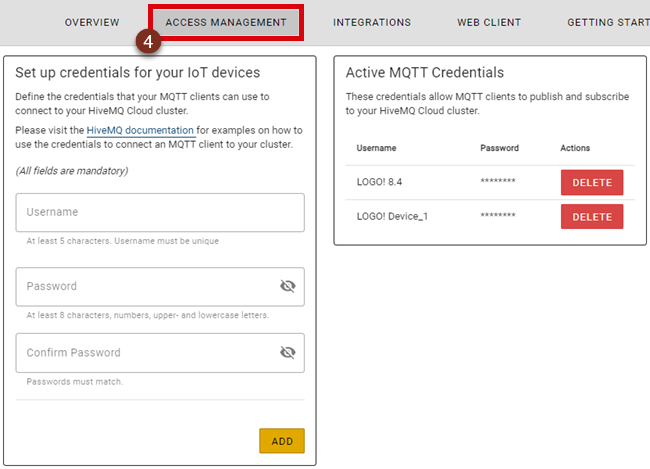 OVERVIEW ACCESS MANAGEMENT INTEGRATIONS WEB CLIENT GETTING START
4
Set up credentials for your IoT devices
Define the credentials that your MQTT clients can use to
connect to your HiveMQ Cloud cluster.
Please visit the HiveMQ documentation for examples on how to
use the credentials to connect an MQTT client to your cluster.
(All fields are mandatory)
Username
At least 5 characters. Username must be unique
Password
At least 8 characters, numbers, upper- and lowercase letters.
Confirm Password
Passwords must match.
ADD
Active MQTT Credentials
These credentials allow MQTT clients to publish and subscribe
to your HiveMQ Cloud cluster.
Username Password Actions
LOGO! 8.4 ******** DELETE
LOGO! Device_1 ******** DELETE